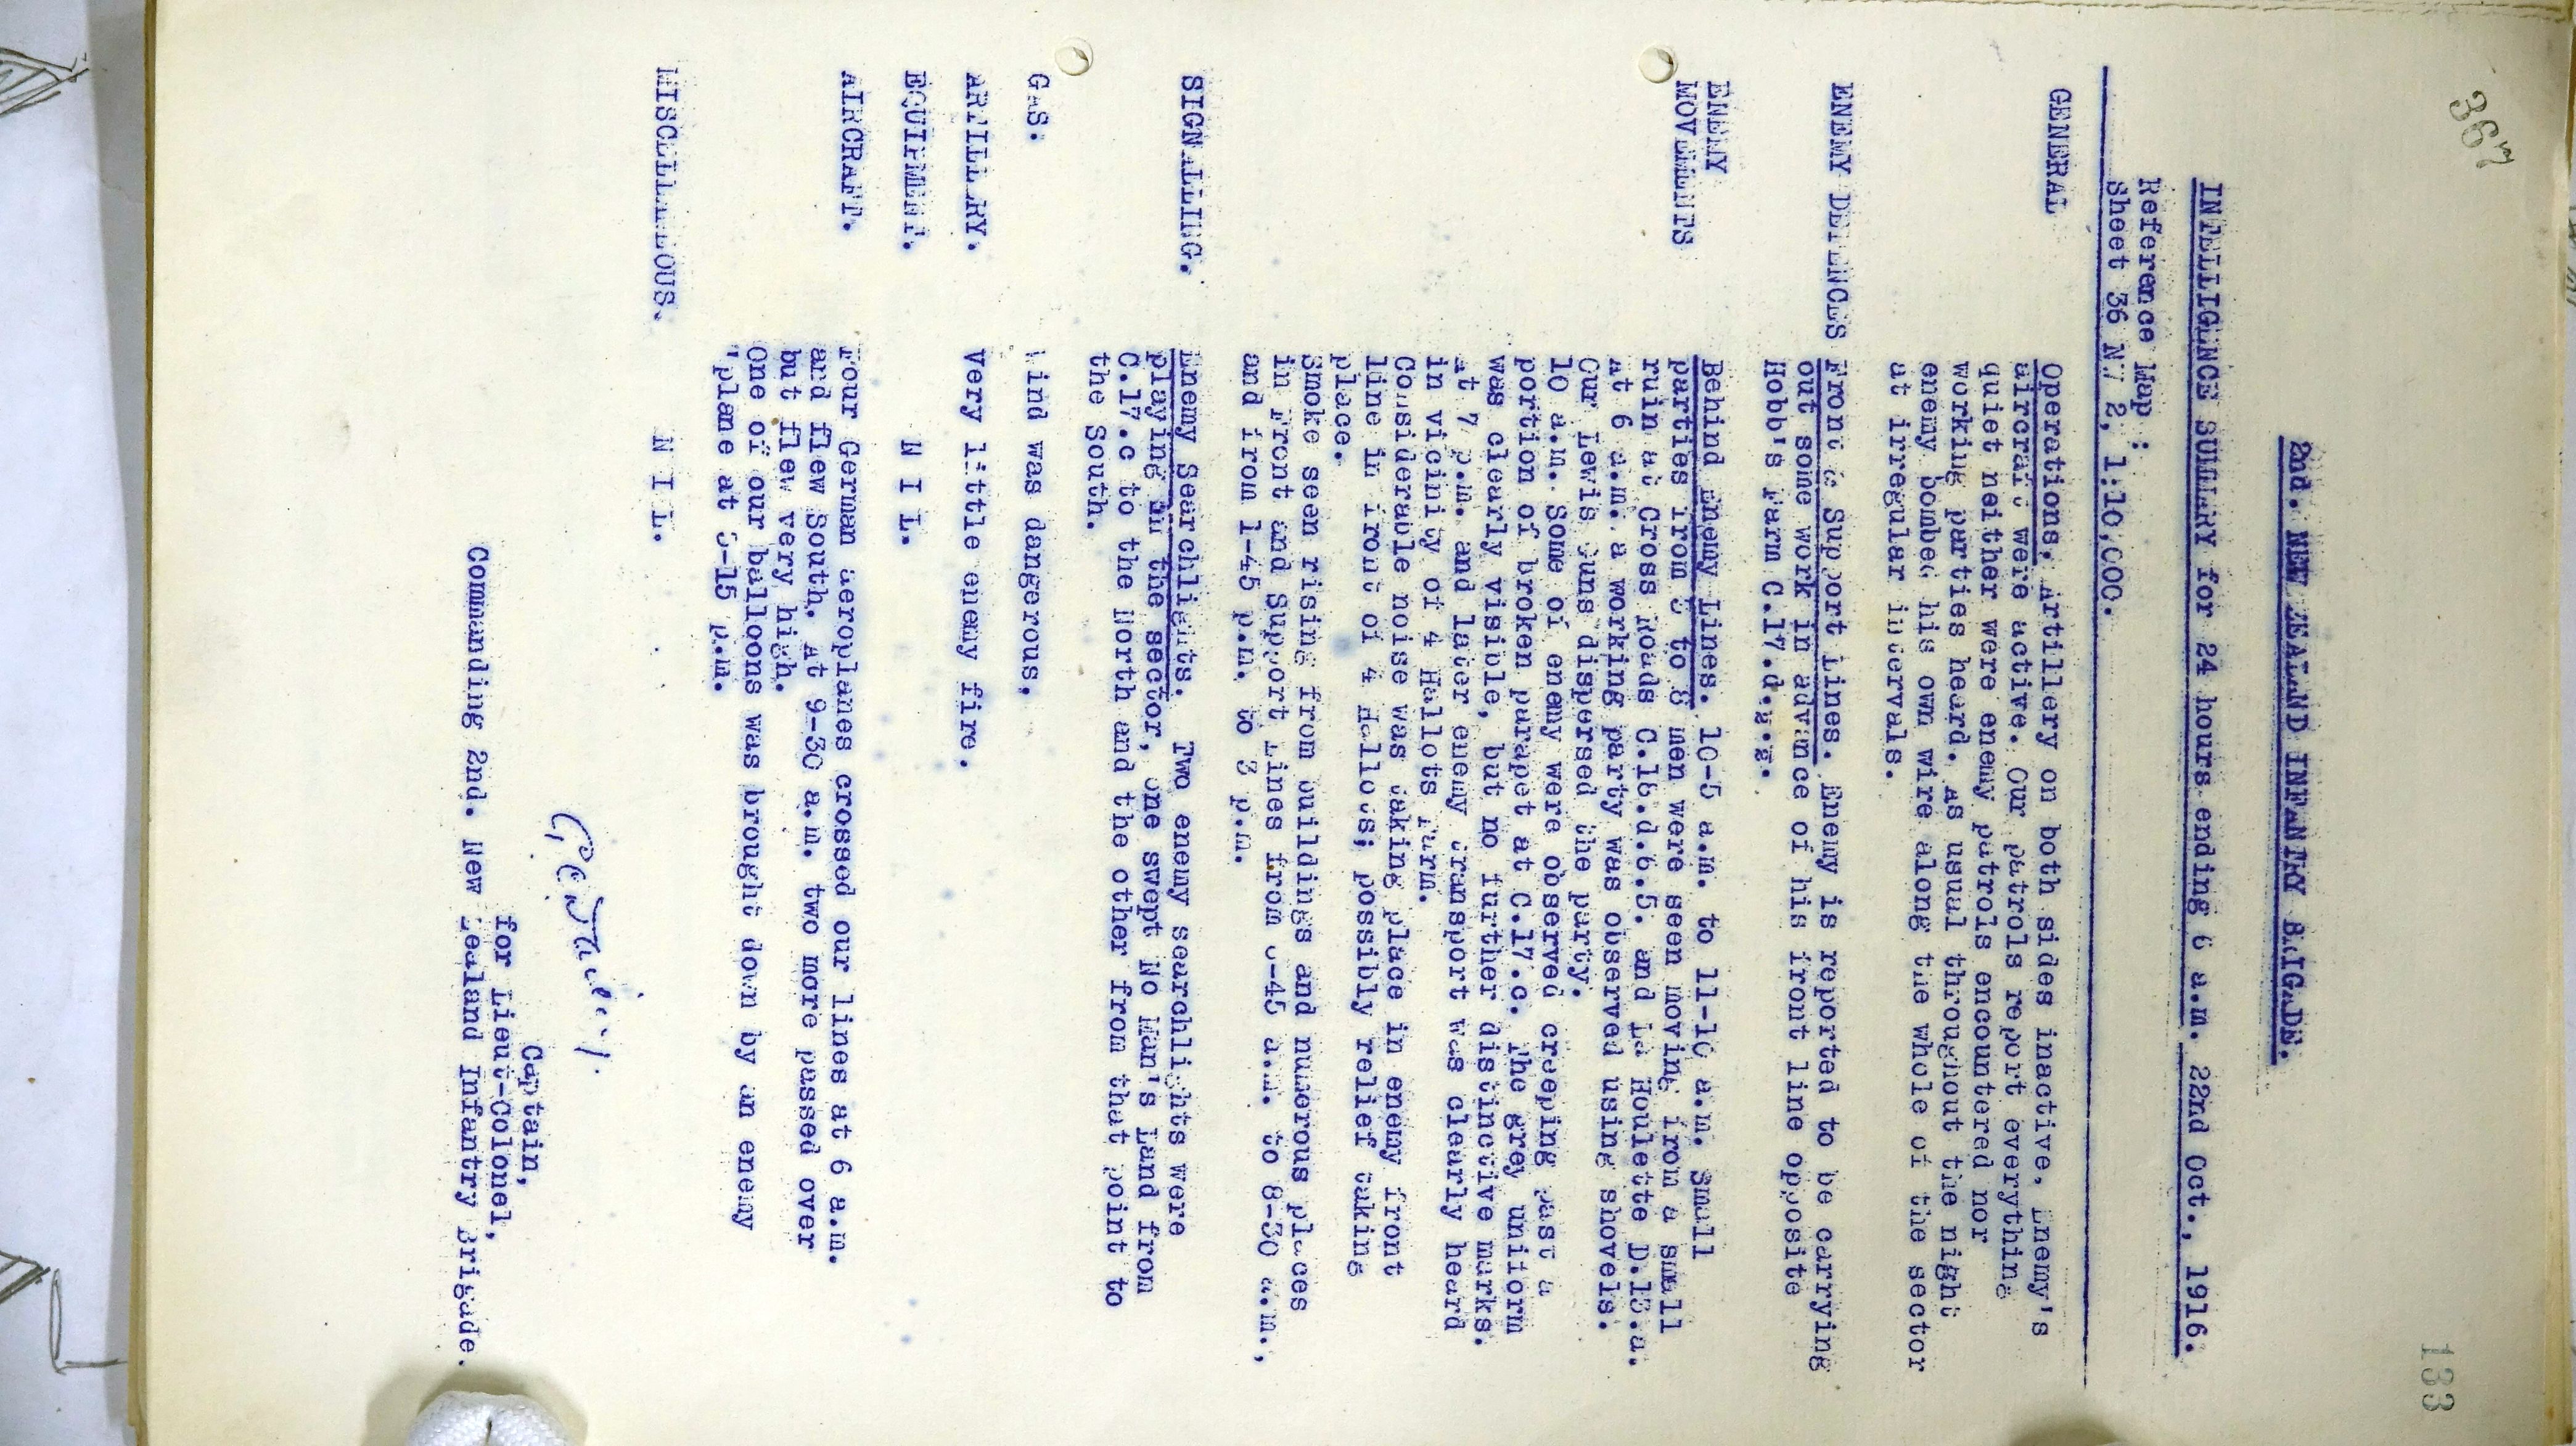 367
133
2nd. NEW ZEALAND INFANTRY BRIGADE.
INTELLIGENCE SUMMARY for 24 hours ending 6 a.m. 22nd Oct., 1916.
Reference Map :
Sheet 36 NW 2, 1:10,000.
GENERAL Operations. Artillery on both sides inactive. Enemy's
aircraft were active. Our patrols report everything
quiet neither were enemy patrols encountered nor
working parties heard. As usual throughout the night
enemy bombed his own wire along the whole of the sector
at irregular intervals.
ENEMY DEFENCES Front & Support Lines. Enemy is reported to be carrying
out some work in advance of his front line opposite
Hobb's Farm C.17.d.
ENEMY Behind Enemy Lines. 10-5 a.m. to 11-10 a.m. small
MOVEMENTS parties from to 8 men were seen moving from a small
ruin at Cross Roads C.18.d.6.5. and La Houlette D.13.a.
At 6 a.m. a working party was observed using shovels.
Our Lewis Guns dispersed the party.
10 a.m. Some of enemy were observed creeping past a
portion of broken parapet at C.17.c. The grey uniform
was clearly visible, but no further distinctive marks.
At 7 p.m. and later enemy transport was clearly heard
in vicinity of 4 Hallots Farm.
Considerable noise was taking place in enemy front
line in front of 4 Hallots; possibly relief taking
place.
Smoke seen rising from buildings and numerous places
in Front and Support Lines from -45 a.m. to 8-30 a.m.,
and from 1-45 p.m. to 3 p.m.
SIGNALLING. Enemy Searchlights. Two enemy searchlights were
playing on the sector, one swept No Man's Land from
C.17.c to the North and the other from that point to
the South.
GAS: Wind was dangerous.
ARTILLERY. Very little enemy fire.
EQUIPMENT. N I L.
AIRCRAFT. Four German aeroplanes crossed our lines at 6 a.m.
and flew South. At 9-30 a.m. two more passed over
but flew very high.
One of our balloons was brought down by an enemy
'plane at -15 p.m.
MISCELLANEOUS. N I L.
Captain,
for Lieut-Colonel,
Commanding 2nd. New Zealand Infantry Brigade.